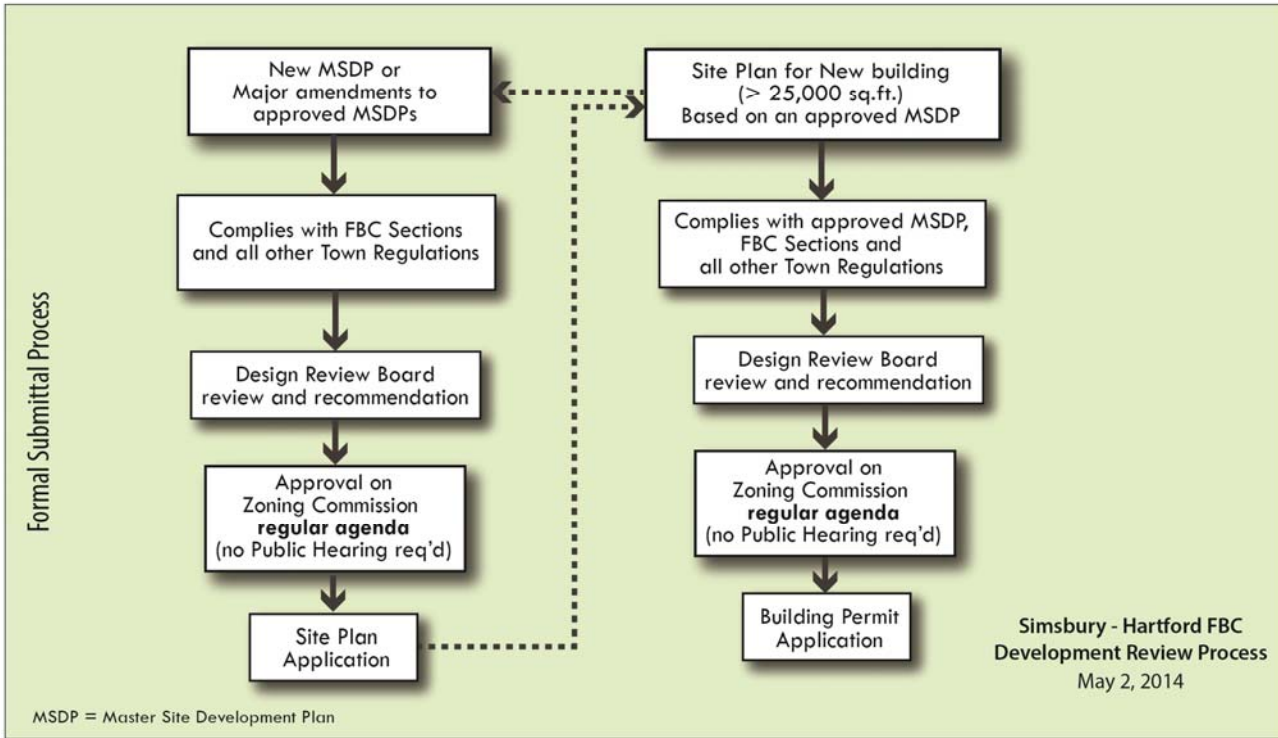 Formal Submittal Process
New MSDP or
Major amendments to
approved MSDPs
Complies with FBC Sections
and all other Town Regulations
Design Review Board
review and recommendation
Approval on
Zoning Commission
regular agenda
(no Public Hearing req'd)
Site Plan
Application
Site Plan for New building
(> 25,000 sq.ft.)
Based on an approved MSDP
Complies with approved MSDP,
FBC Sections and
all other Town Regulations
Design Review Board
review and recommendation
Approval on
Zoning Commission
regular agenda
(no Public Hearing req'd)
Building Permit
Application
Simsbury - Hartford FBC
Development Review Process
May 2, 2014
MSDP = Master Site Development Plan